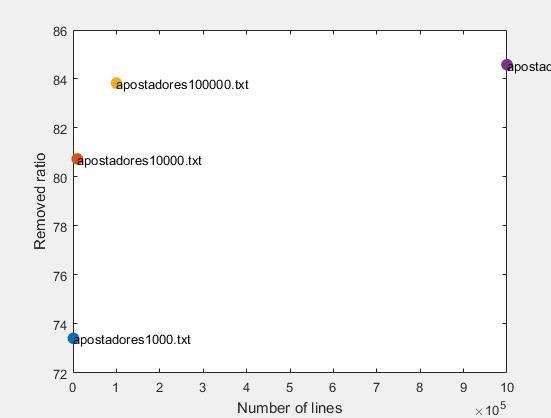 86
84
82
80
78
76
74
72
Removed ratio
apostad
apostadores100000.txt
apostadores10000.txt
apostadores1000.txt
0 1 2 3 4 5 6 7 8 9 10
×10^5
Number of lines